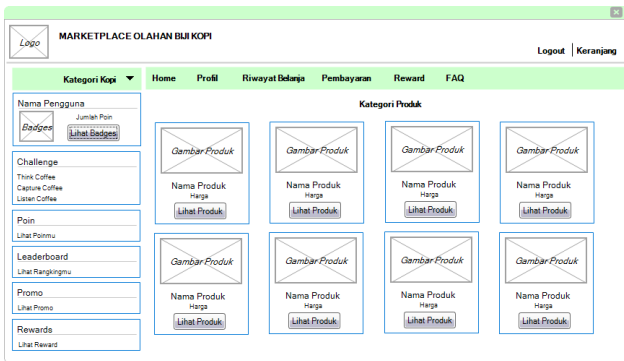 Logo
MARKETPLACE OLAHAN BIJI KOPI
Logout | Keranjang
Kategori Kopi
Home Profil Riwayat Belanja Pembayaran Reward FAQ
Nama Pengguna
Badges
Jumlah Poin
Lihat Badges
Challenge
Think Coffee
Capture Coffee
Listen Coffee
Poin
Lihat Poinmu
Leaderboard
Lihat Rangkingmu
Promo
Lihat Promo
Rewards
Lihat Reward
Kategori Produk
Gambar Produk Gambar Produk Gambar Produk Gambar Produk
Nama Produk Nama Produk Nama Produk Nama Produk
Harga Harga Harga Harga
Lihat Produk Lihat Produk Lihat Produk Lihat Produk
Gambar Produk Gambar Produk Gambar Produk Gambar Produk
Nama Produk Nama Produk Nama Produk Nama Produk
Harga Harga Harga Harga
Lihat Produk Lihat Produk Lihat Produk Lihat Produk